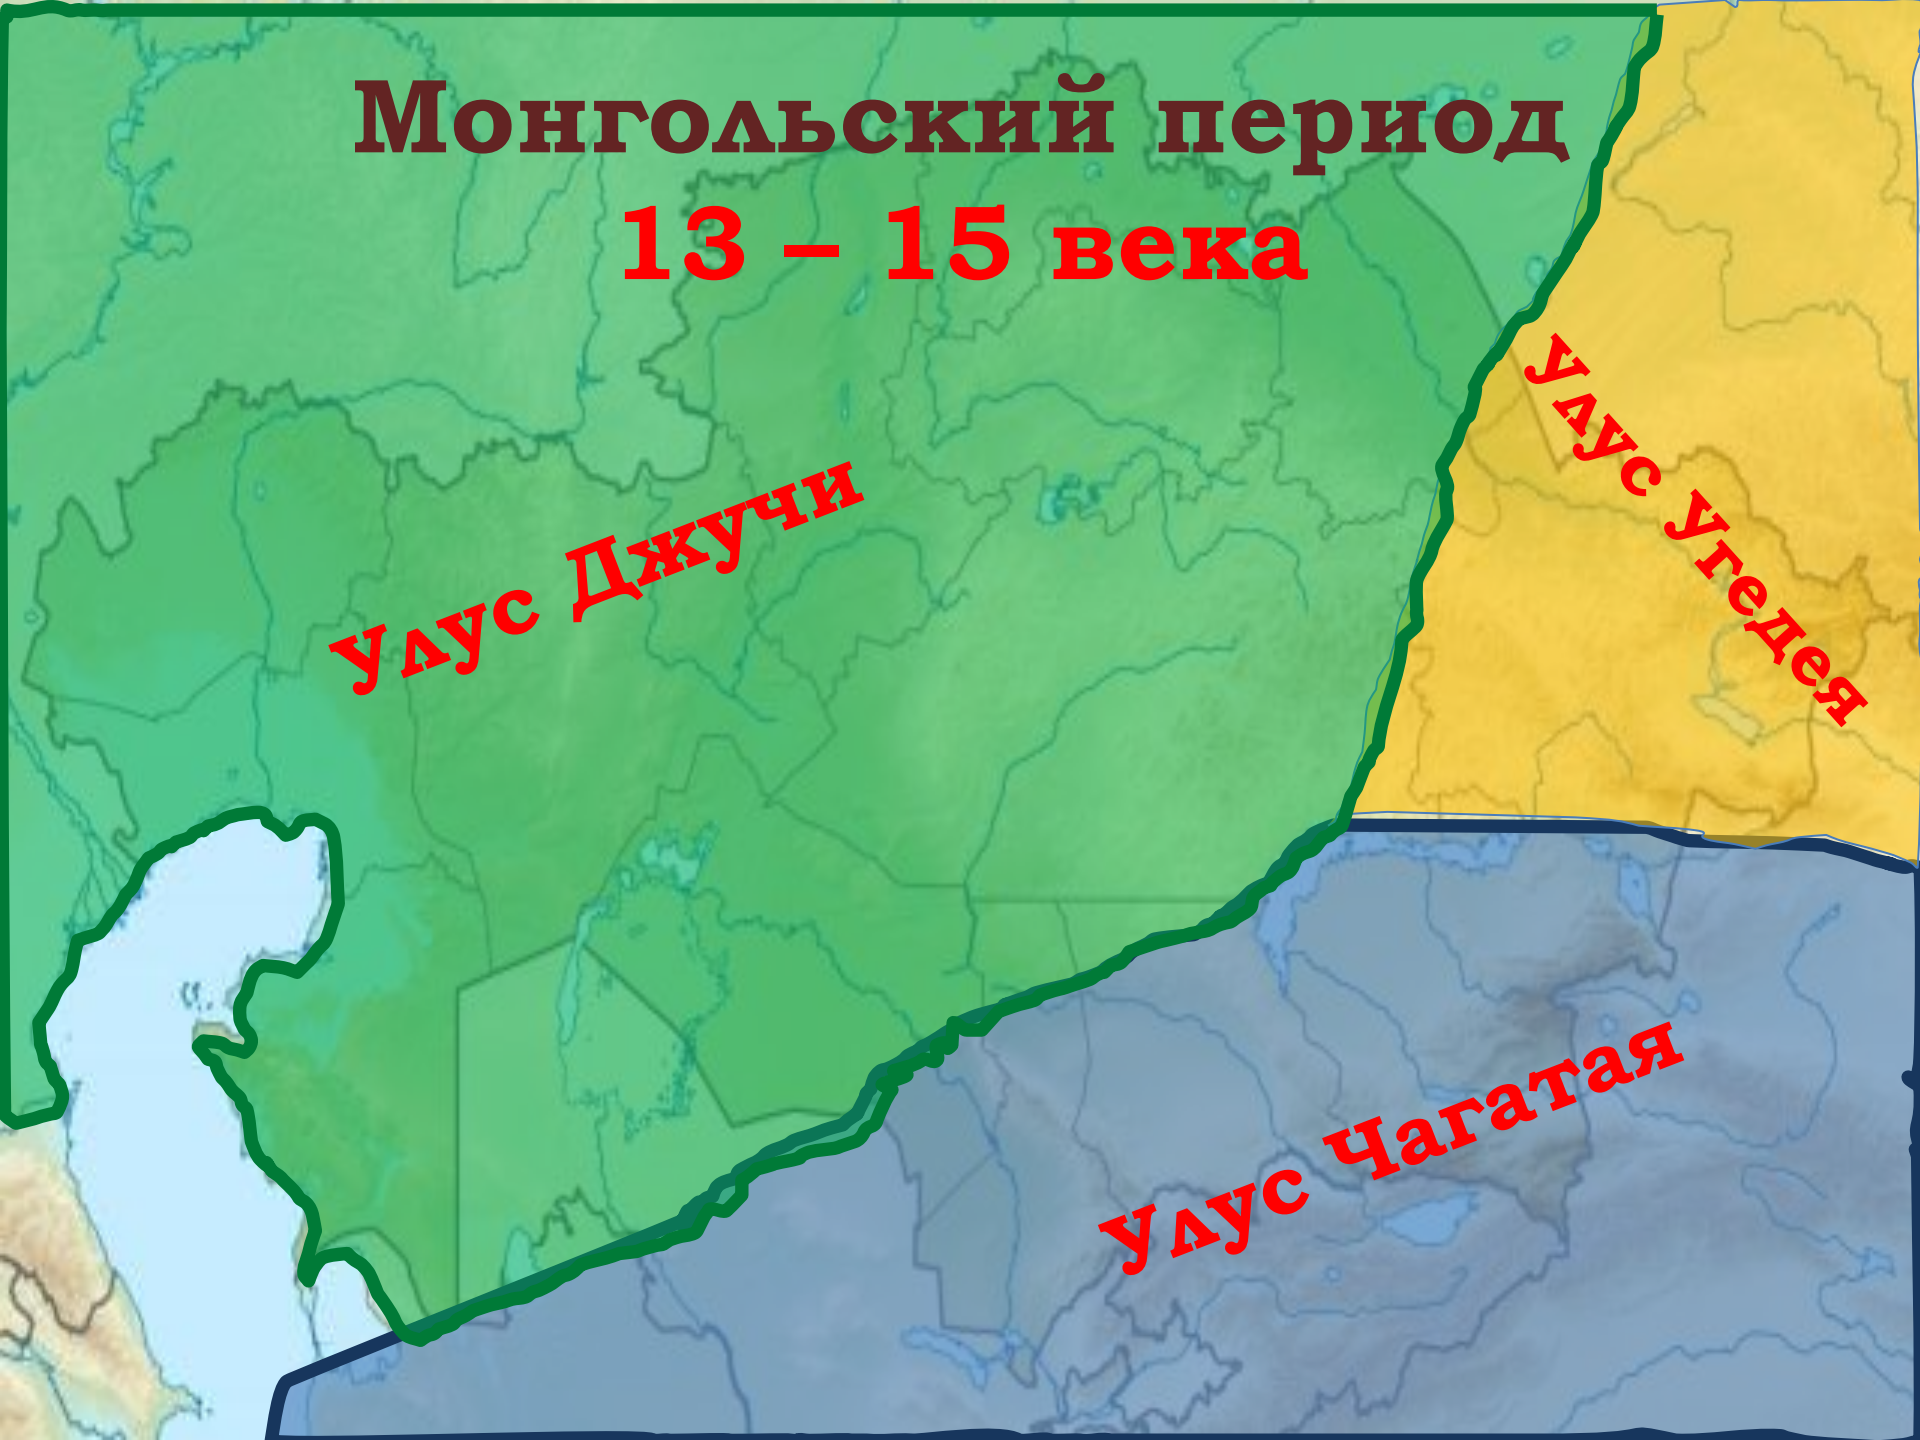 Монгольский период
13 – 15 века
улус Угедея
Улус Джучи
Улус Чагатая